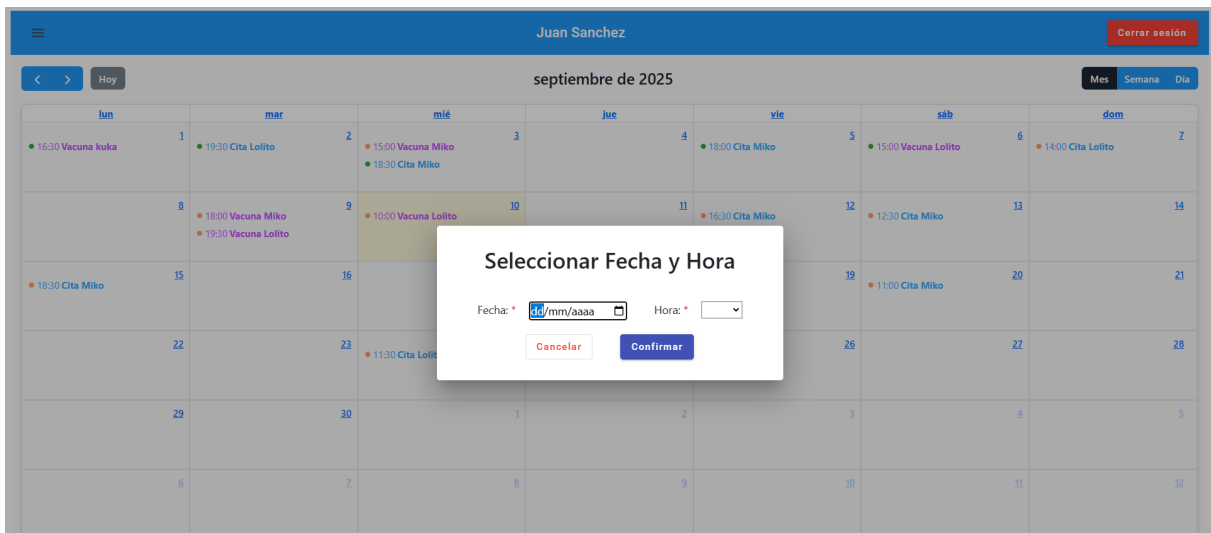 Juan Sanchez
Cerrar sesión
Hoy
septiembre de 2025
Mes Semana Día
lun mar mié jue vie sáb dom
1 2 3 4 5 6 7
16:30 Vacuna kuka
19:30 Cita Lolito
15:00 Vacuna Miko
18:30 Cita Miko
18:00 Cita Miko
15:00 Vacuna Lolito
14:00 Cita Lolito
8 9 10 11 12 13 14
18:00 Vacuna Miko
19:30 Vacuna Lolito
10:00 Vacuna Lolito
16:30 Cita Miko
12:30 Cita Miko
Seleccionar Fecha y Hora
Fecha: * dd/mm/aaaa Hora: *
Cancelar Confirmar
15 16 19 20 21
18:30 Cita Miko
11:00 Cita Miko
22 23 26 27 28
11:30 Cita Lolit
29 30 1 2 3 4 5
6 7 8 9 10 11 12